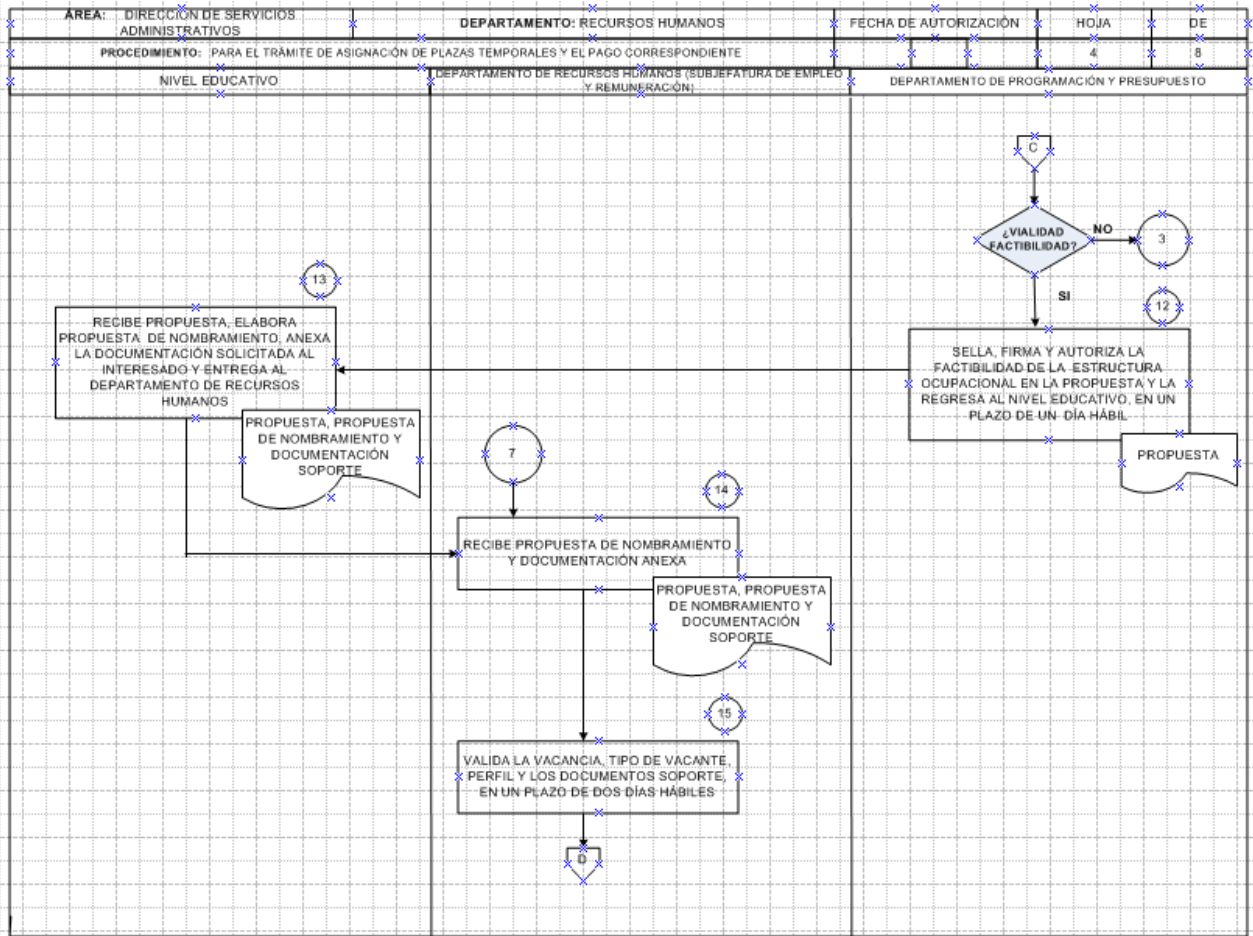 ÁREA: DIRECCIÓN DE SERVICIOS
ADMINISTRATIVOS
DEPARTAMENTO: RECURSOS HUMANOS
FECHA DE AUTORIZACIÓN
HOJA
DE
PROCEDIMIENTO: PARA EL TRÁMITE DE ASIGNACIÓN DE PLAZAS TEMPORALES Y EL PAGO CORRESPONDIENTE
4
8
NIVEL EDUCATIVO
DEPARTAMENTO DE RECURSOS HUMANOS (SUBJEFATURA DE EMPLEO
Y REMUNERACIÓN)
DEPARTAMENTO DE PROGRAMACIÓN Y PRESUPUESTO
C
¿VIALIDAD
FACTIBILIDAD?
NO
3
SI
12
SELLA, FIRMA Y AUTORIZA LA
FACTIBILIDAD DE LA ESTRUCTURA
OCUPACIONAL EN LA PROPUESTA Y LA
REGRESA AL NIVEL EDUCATIVO, EN UN
PLAZO DE UN DÍA HÁBIL
PROPUESTA
13
RECIBE PROPUESTA, ELABORA
PROPUESTA DE NOMBRAMIENTO, ANEXA
LA DOCUMENTACIÓN SOLICITADA AL
INTERESADO Y ENTREGA AL
DEPARTAMENTO DE RECURSOS
HUMANOS
PROPUESTA, PROPUESTA
DE NOMBRAMIENTO Y
DOCUMENTACIÓN
SOPORTE
7
14
RECIBE PROPUESTA DE NOMBRAMIENTO
Y DOCUMENTACIÓN ANEXA
PROPUESTA, PROPUESTA
DE NOMBRAMIENTO Y
DOCUMENTACIÓN
SOPORTE
15
VALIDA LA VACANCIA, TIPO DE VACANTE,
PERFIL Y LOS DOCUMENTOS SOPORTE,
EN UN PLAZO DE DOS DÍAS HÁBILES
D